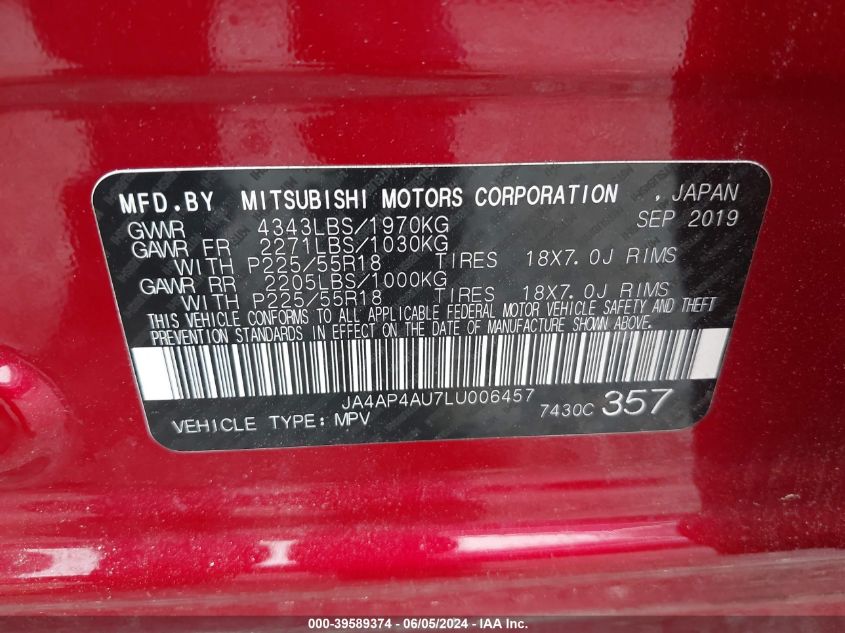 MFD.BY MITSUBISHI MOTORS CORPORATION , JAPAN
GVWR 4343LBS/1970KG SEP 2019
GAWR FR 2271LBS/1030KG
WITH P225/55R18 TIRES 18X7.0J RIMS
GAWR RR 2205LBS/1000KG
WITH P225/55R18 TIRES 18X7.0J RIMS
THIS VEHICLE CONFORMS TO ALL APPLICABLE FEDERAL MOTOR VEHICLE SAFETY AND THEFT
PREVENTION STANDARDS IN EFFECT ON THE DATE OF MANUFACTURE SHOWN ABOVE.
JA4AP4AU7LU006457
VEHICLE TYPE: MPV 7430C 357
000-39589374 - 06/05/2024 - IAA Inc.